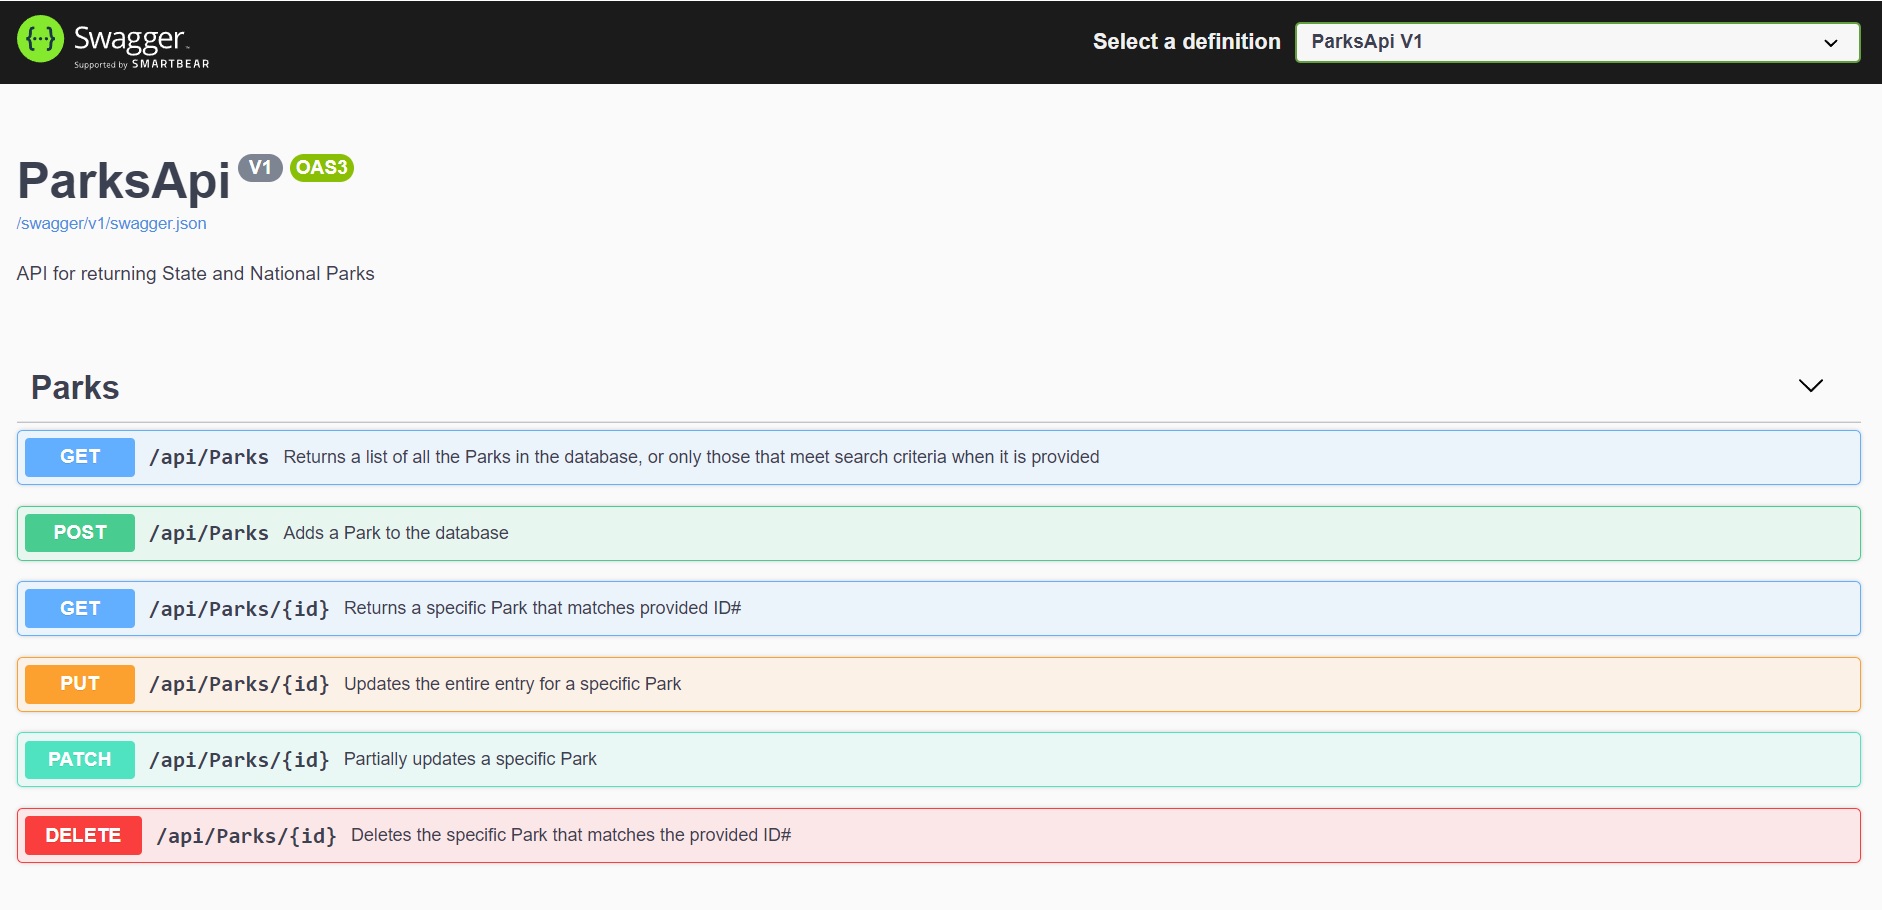 {...} Swagger
Supported by SMARTBEAR
Select a definition ParksApi V1
ParksApi V1 OAS3
/swagger/v1/swagger.json
API for returning State and National Parks
Parks
GET /api/Parks Returns a list of all the Parks in the database, or only those that meet search criteria when it is provided
POST /api/Parks Adds a Park to the database
GET /api/Parks/{id} Returns a specific Park that matches provided ID#
PUT /api/Parks/{id} Updates the entire entry for a specific Park
PATCH /api/Parks/{id} Partially updates a specific Park
DELETE /api/Parks/{id} Deletes the specific Park that matches the provided ID#